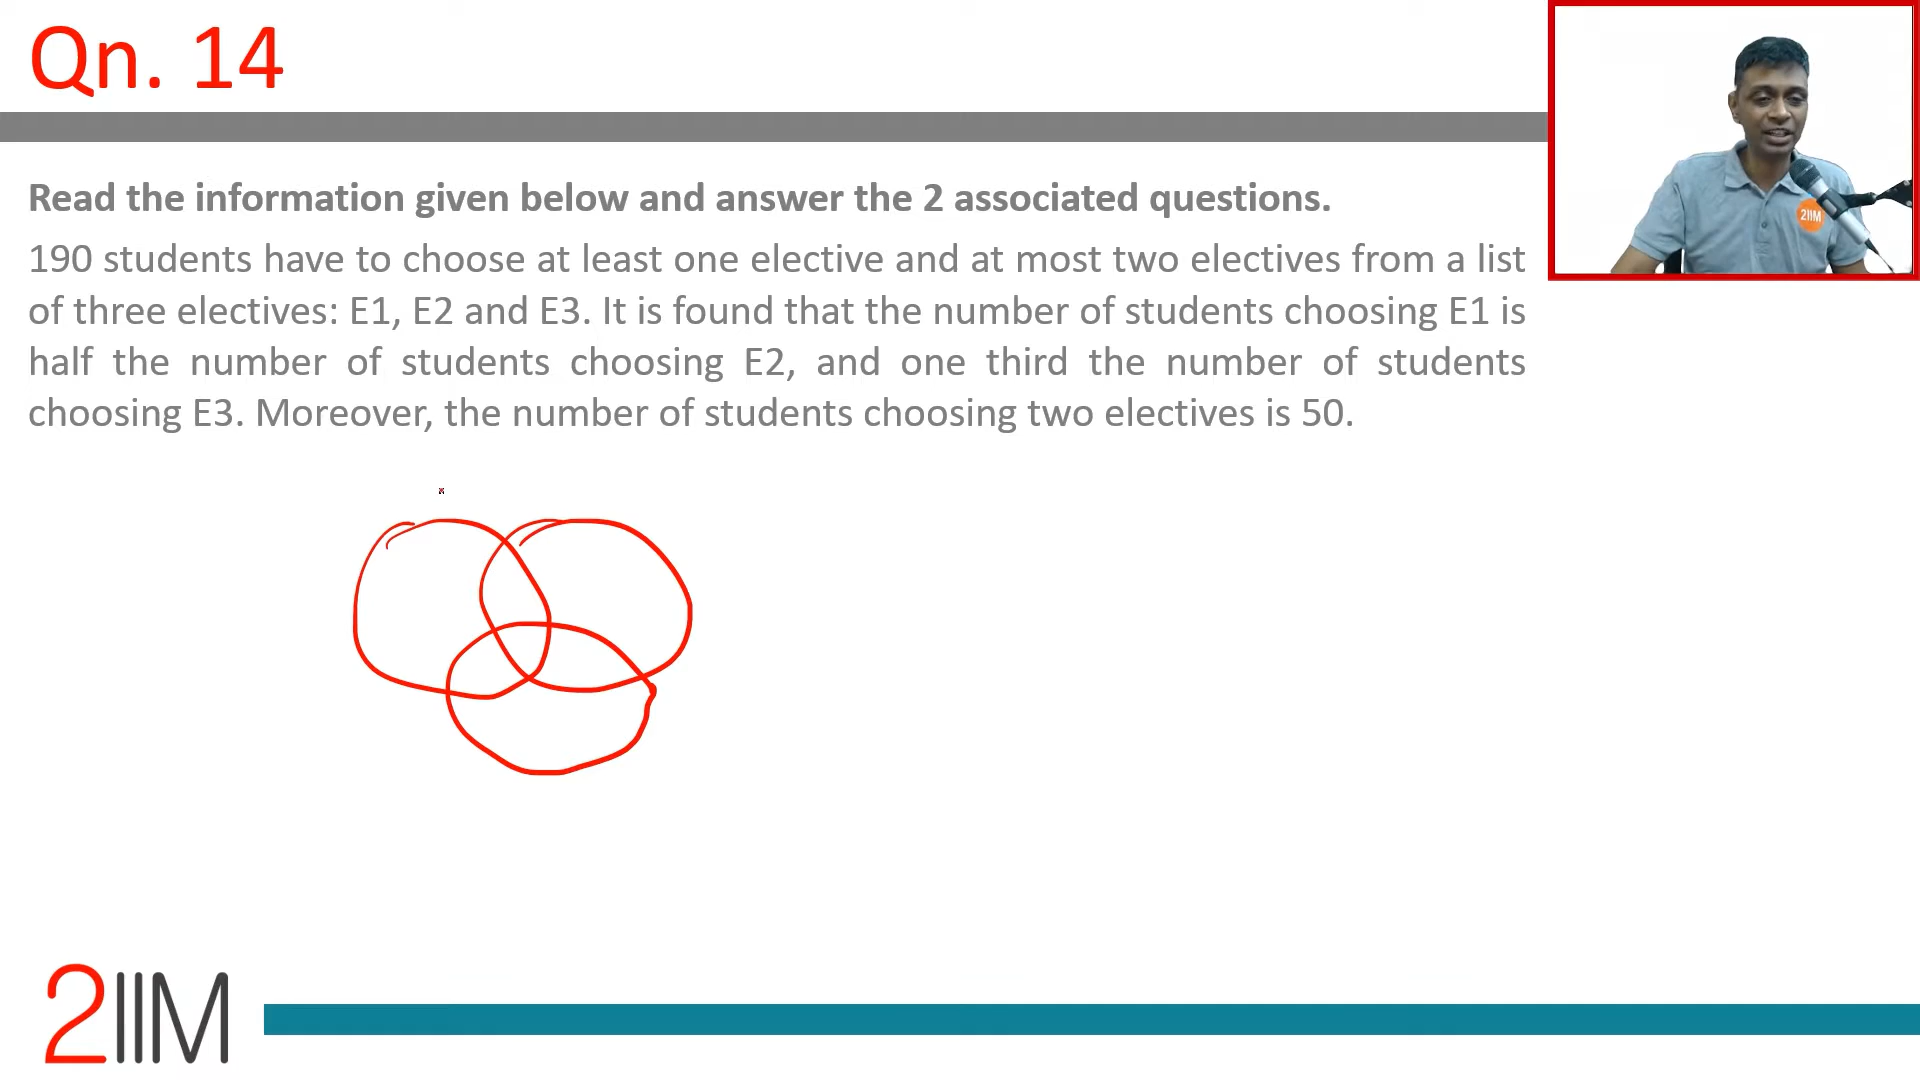 Qn. 14
Read the information given below and answer the 2 associated questions.
190 students have to choose at least one elective and at most two electives from a list
of three electives: E1, E2 and E3. It is found that the number of students choosing E1 is
half the number of students choosing E2, and one third the number of students
choosing E3. Moreover, the number of students choosing two electives is 50.
2IIM
2IIM